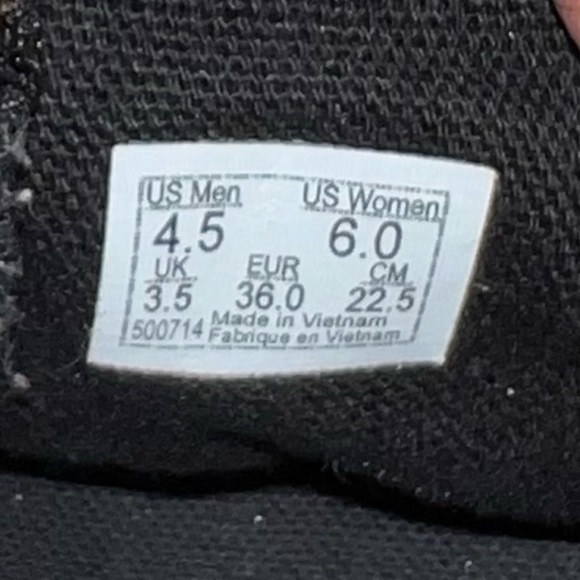 US Men US Women
4.5 6.0
UK EUR CM
3.5 36.0 22.5
500714 Made in Vietnam
Fabrique en Vietnam